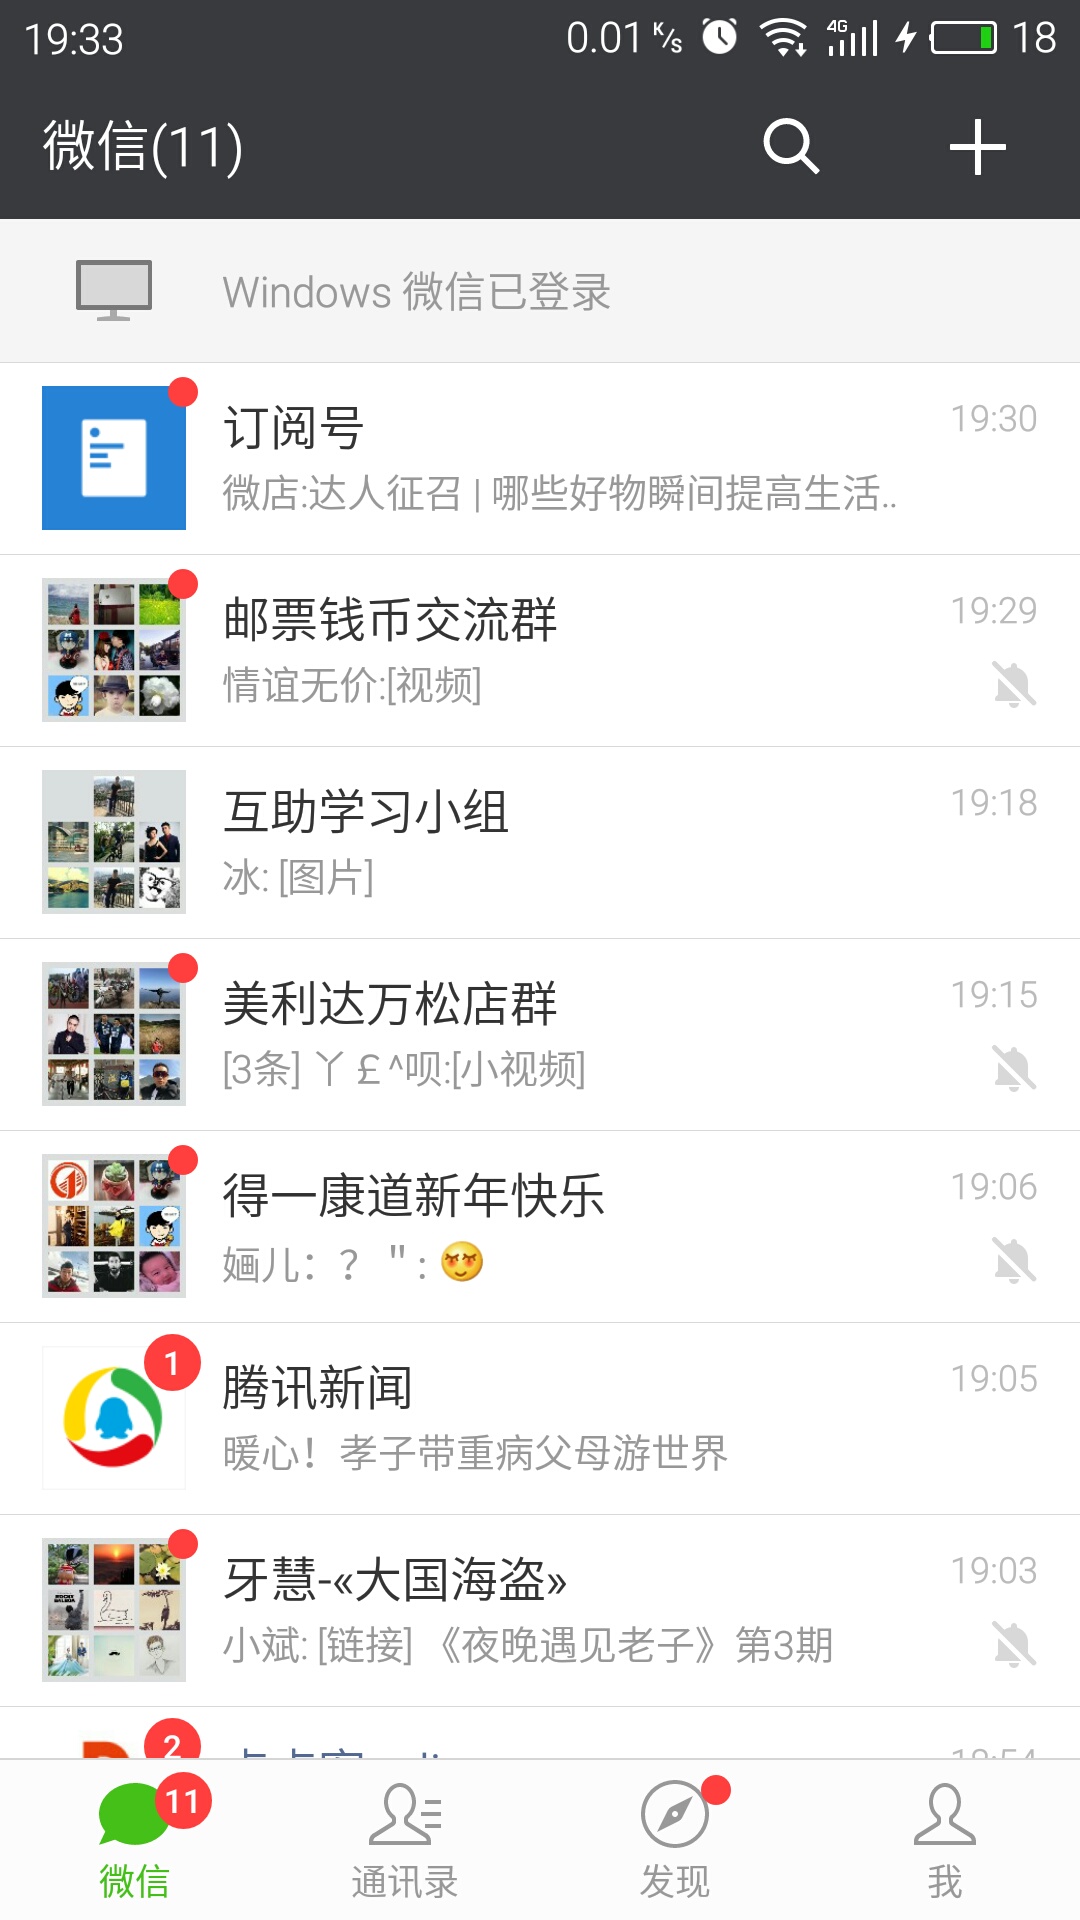 19:33
0.01 K/s 4G 18
微信(11)
Windows 微信已登录
订阅号
19:30
微店:达人征召 | 哪些好物瞬间提高生活..
邮票钱币交流群
19:29
情谊无价:[视频]
互助学习小组
19:18
冰: [图片]
美利达万松店群
19:15
[3条] 丫￡^呗:[小视频]
得一康道新年快乐
19:06
婳儿：？＂: 😌
1
腾讯新闻
19:05
暖心！孝子带重病父母游世界
牙慧-«大国海盗»
19:03
小斌: [链接] 《夜晚遇见老子》第3期
2
18:54
11
微信
通讯录
发现
我